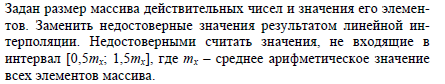 Задан размер массива действительных чисел и значения его элемен-
тов. Заменить недостоверные значения результатом линейной ин-
терполяции. Недостоверными считать значения, не входящие в
интервал [0,5mₓ; 1,5mₓ], где mₓ – среднее арифметическое значение
всех элементов массива.